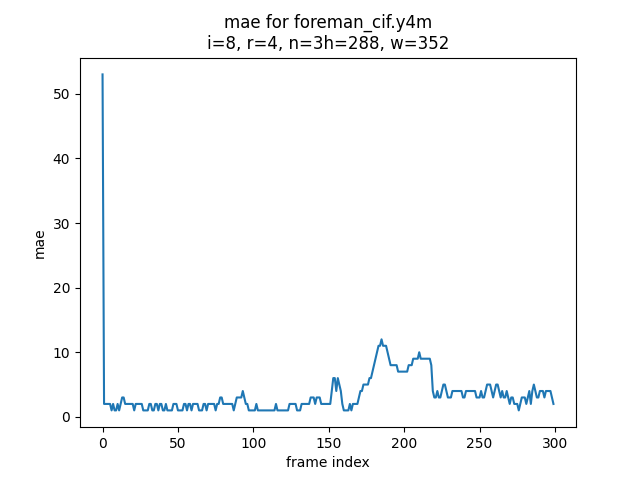 mae for foreman_cif.y4m
i=8, r=4, n=3h=288, w=352
50
40
30
20
10
0
mae
0 50 100 150 200 250 300
frame index